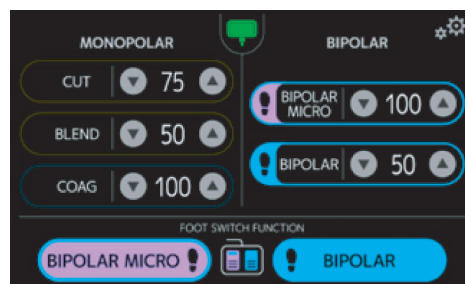 MONOPOLAR
BIPOLAR
CUT 75
BLEND 50
COAG 100
BIPOLAR
MICRO 100
BIPOLAR 50
FOOT SWITCH FUNCTION
BIPOLAR MICRO
BIPOLAR